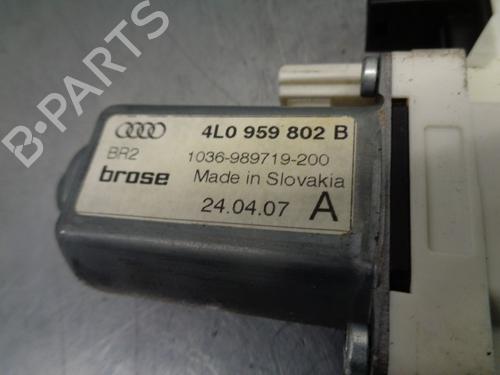 4L0 959 802 B
BR2 1036-989719-200
brose Made in Slovakia
24.04.07 A
B-PARTS